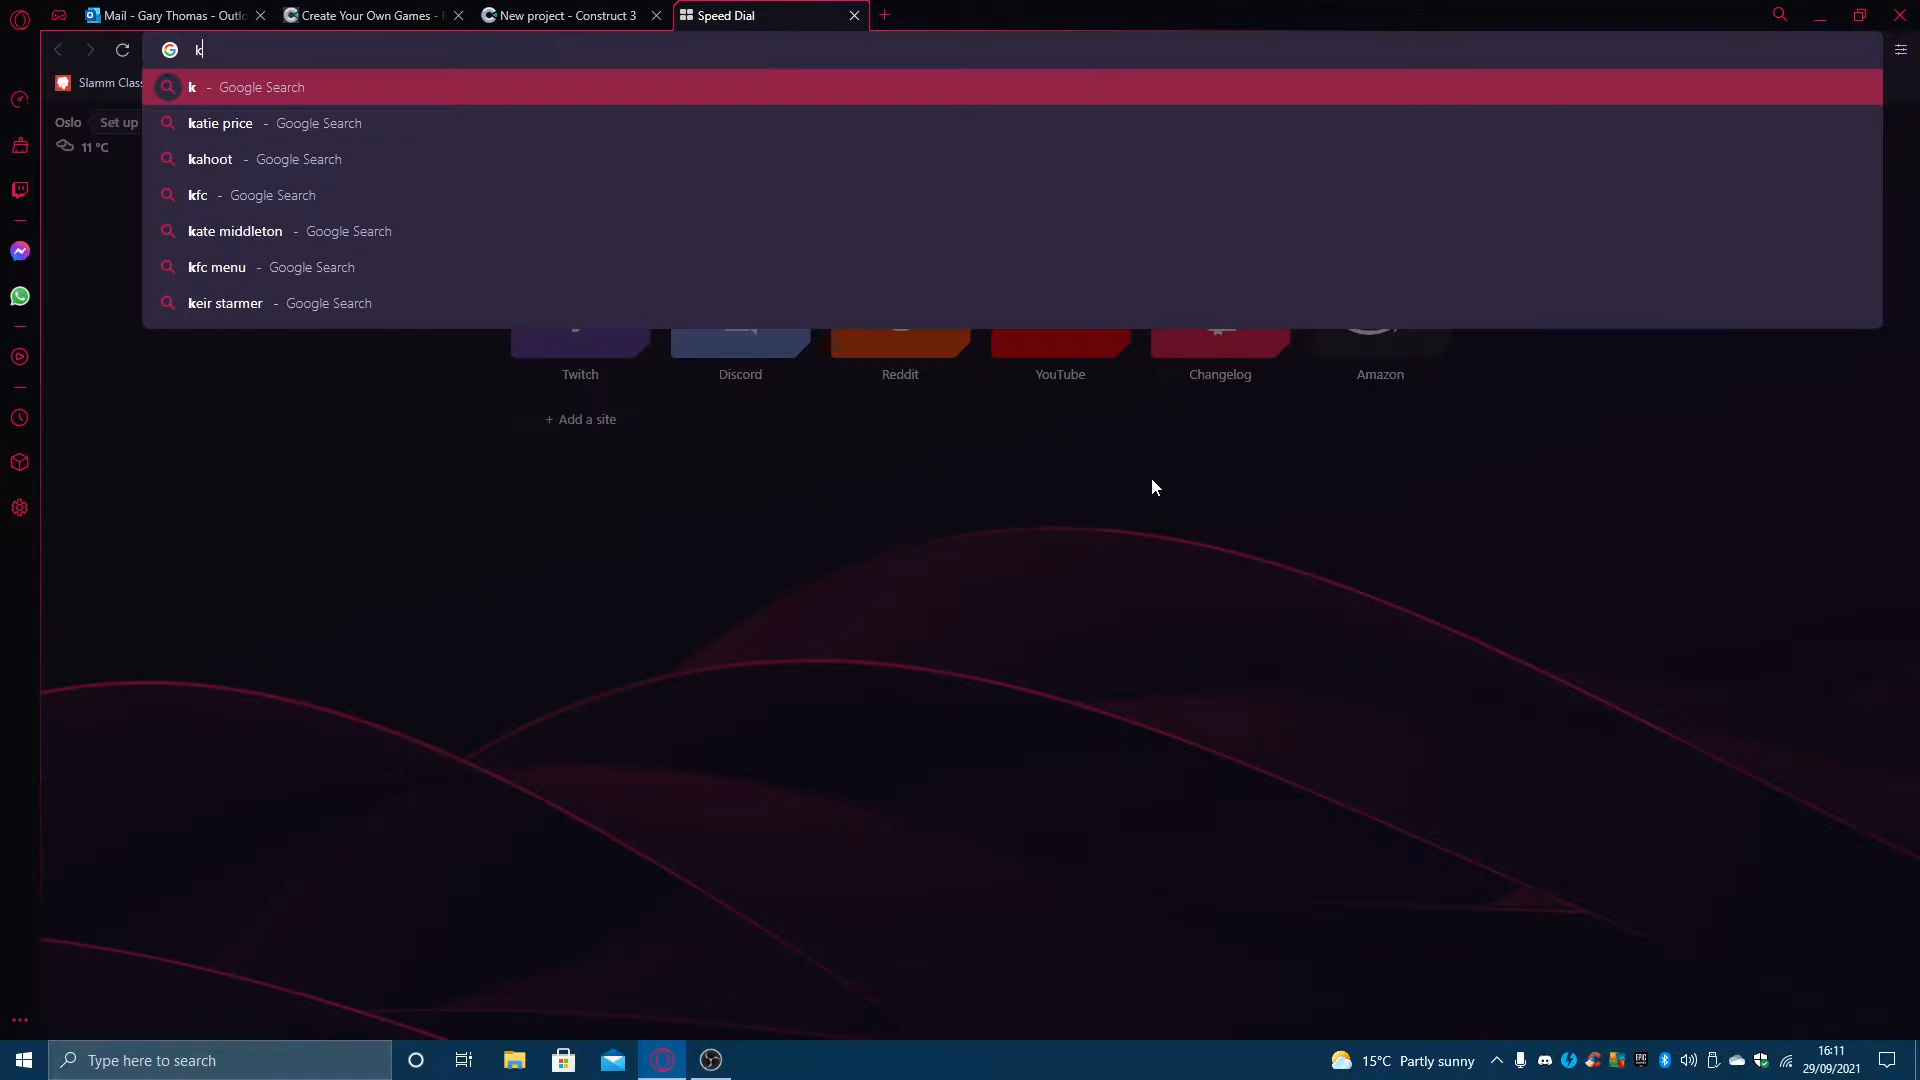 Mail - Gary Thomas - Outlo
Create Your Own Games -
New project - Construct 3
Speed Dial
k
Slamm Clas
k - Google Search
katie price - Google Search
kahoot - Google Search
kfc - Google Search
kate middleton - Google Search
kfc menu - Google Search
keir starmer - Google Search
Oslo Set up
11 °C
Twitch Discord Reddit YouTube Changelog Amazon
+ Add a site
Type here to search
15°C Partly sunny
16:11
29/09/2021